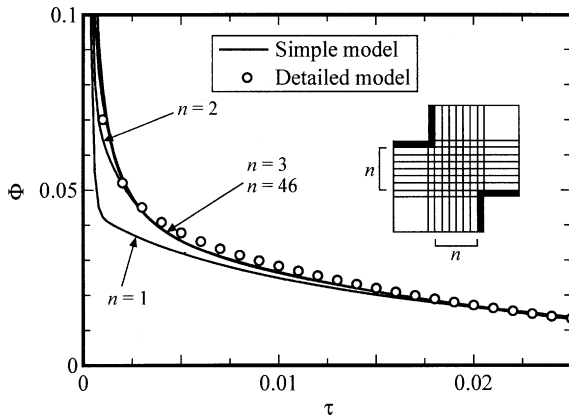 0.1
Simple model
Detailed model
n = 2
n
n = 3
n = 46
0.05
Φ
n
n = 1
0
0
0.01
0.02
τ